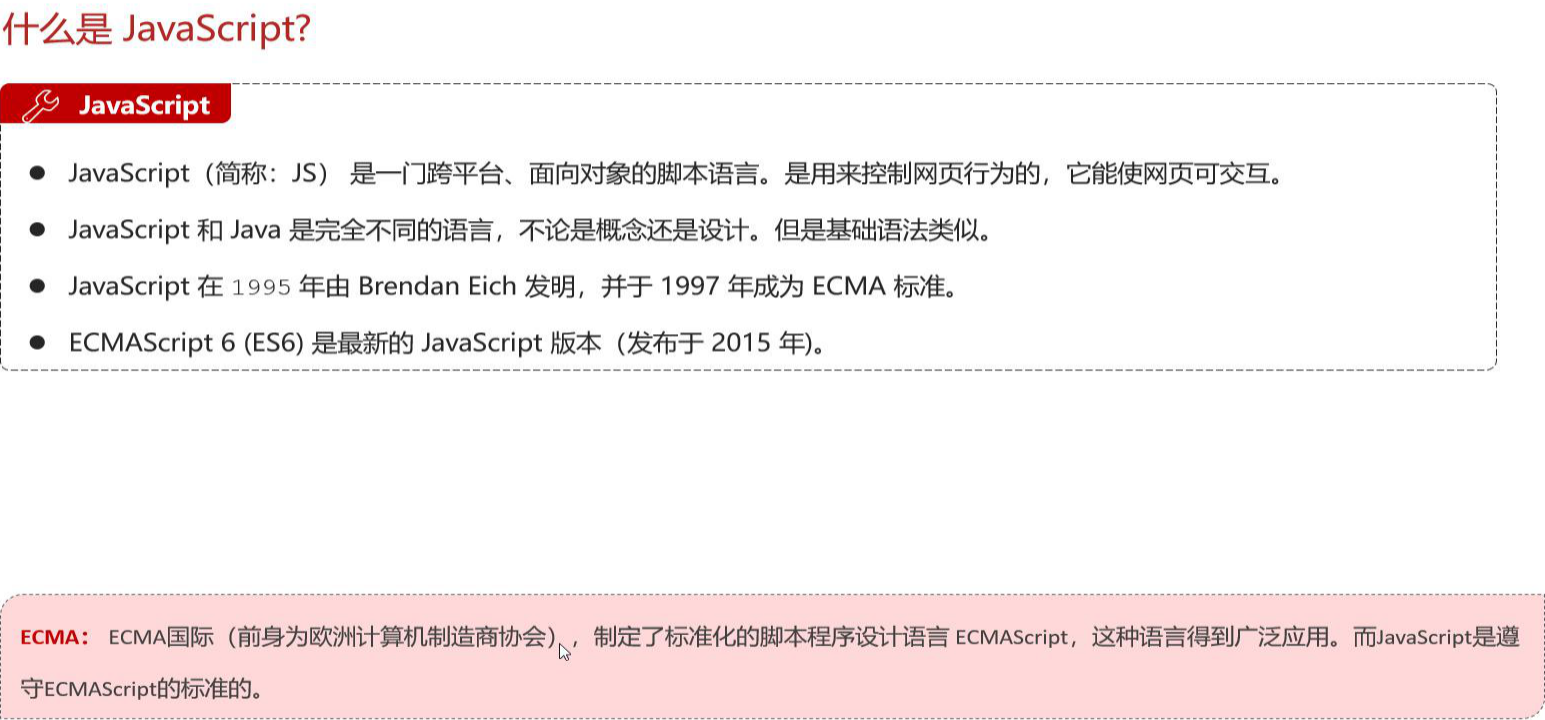 什么是 JavaScript?
JavaScript
● JavaScript（简称：JS） 是一门跨平台、面向对象的脚本语言。是用来控制网页行为的，它能使网页可交互。
● JavaScript 和 Java 是完全不同的语言，不论是概念还是设计。但是基础语法类似。
● JavaScript 在 1995 年由 Brendan Eich 发明，并于 1997 年成为 ECMA 标准。
● ECMAScript 6 (ES6) 是最新的 JavaScript 版本（发布于 2015 年)。
ECMA： ECMA国际（前身为欧洲计算机制造商协会），制定了标准化的脚本程序设计语言 ECMAScript，这种语言得到广泛应用。而JavaScript是遵
守ECMAScript的标准的。